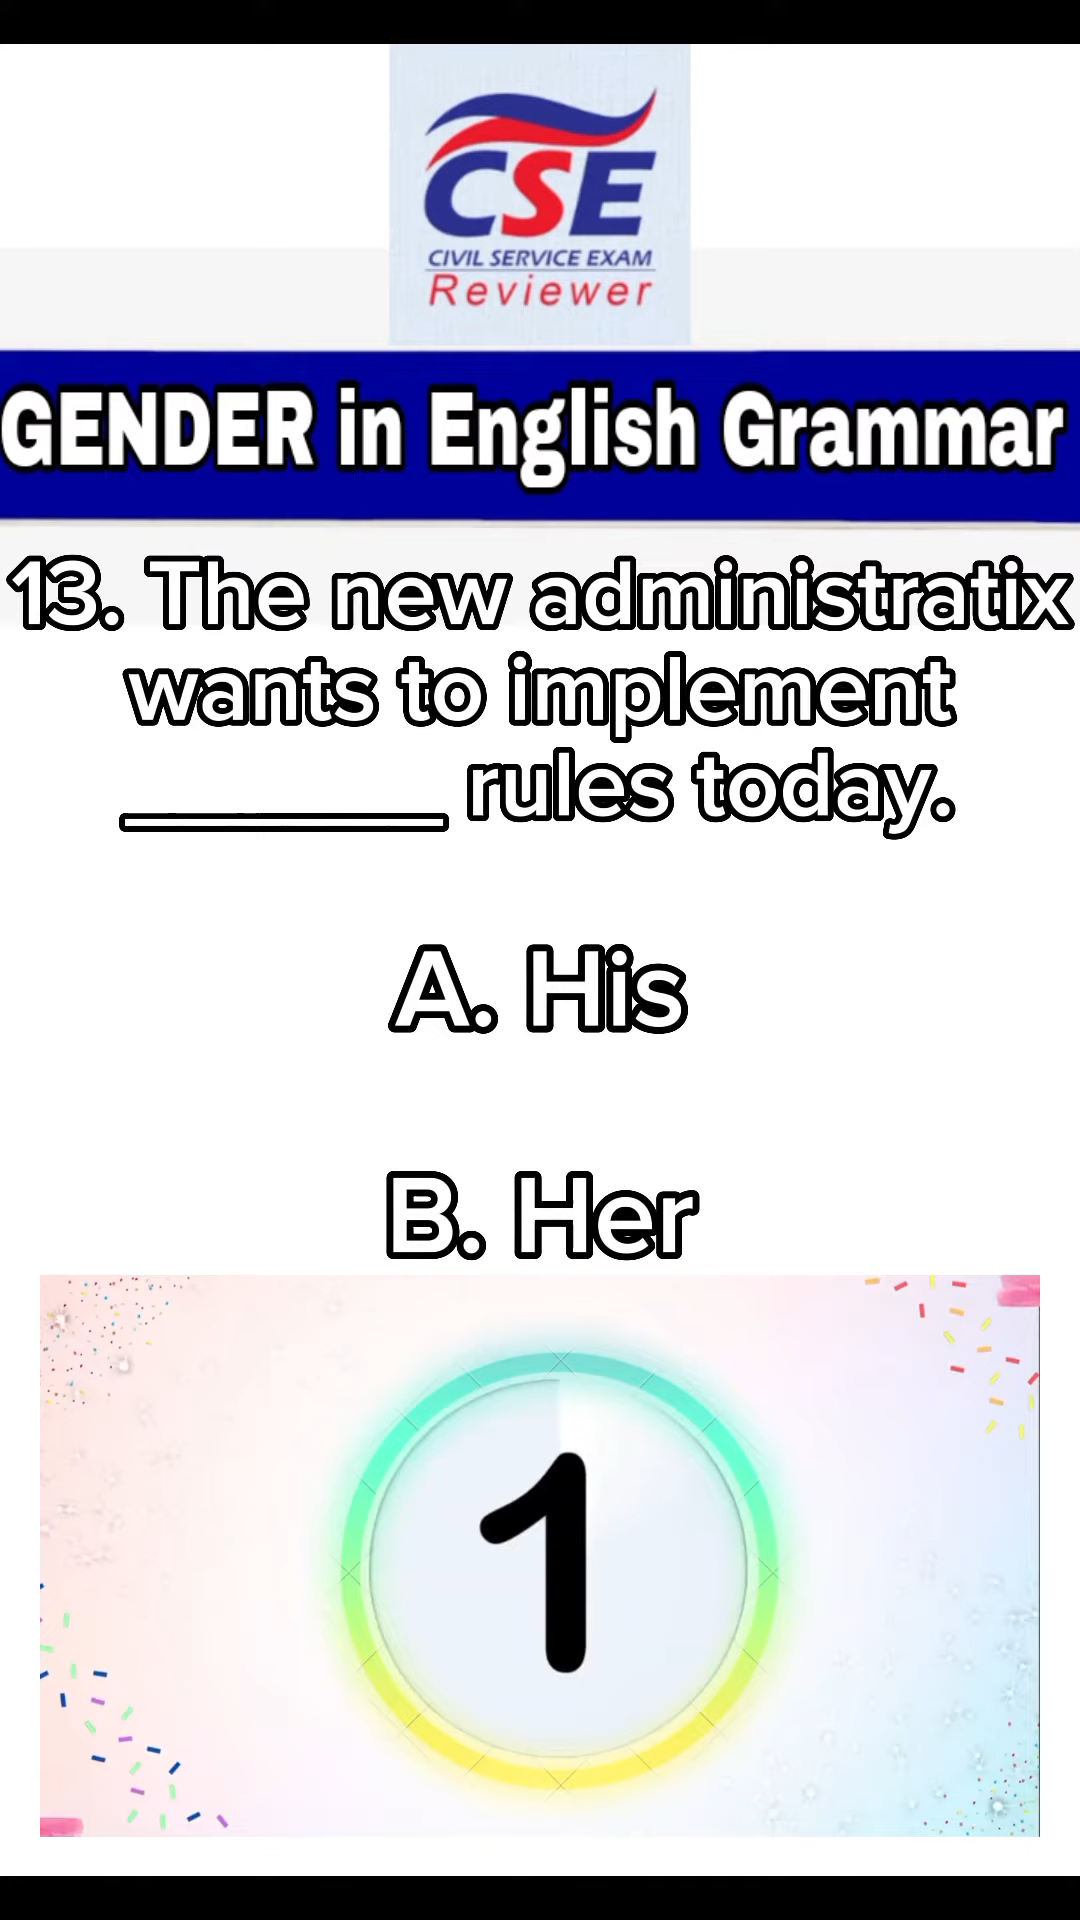 CSE
CIVIL SERVICE EXAM
Reviewer
GENDER in English Grammar
13. The new administratix
wants to implement
________ rules today.
A. His
B. Her
1